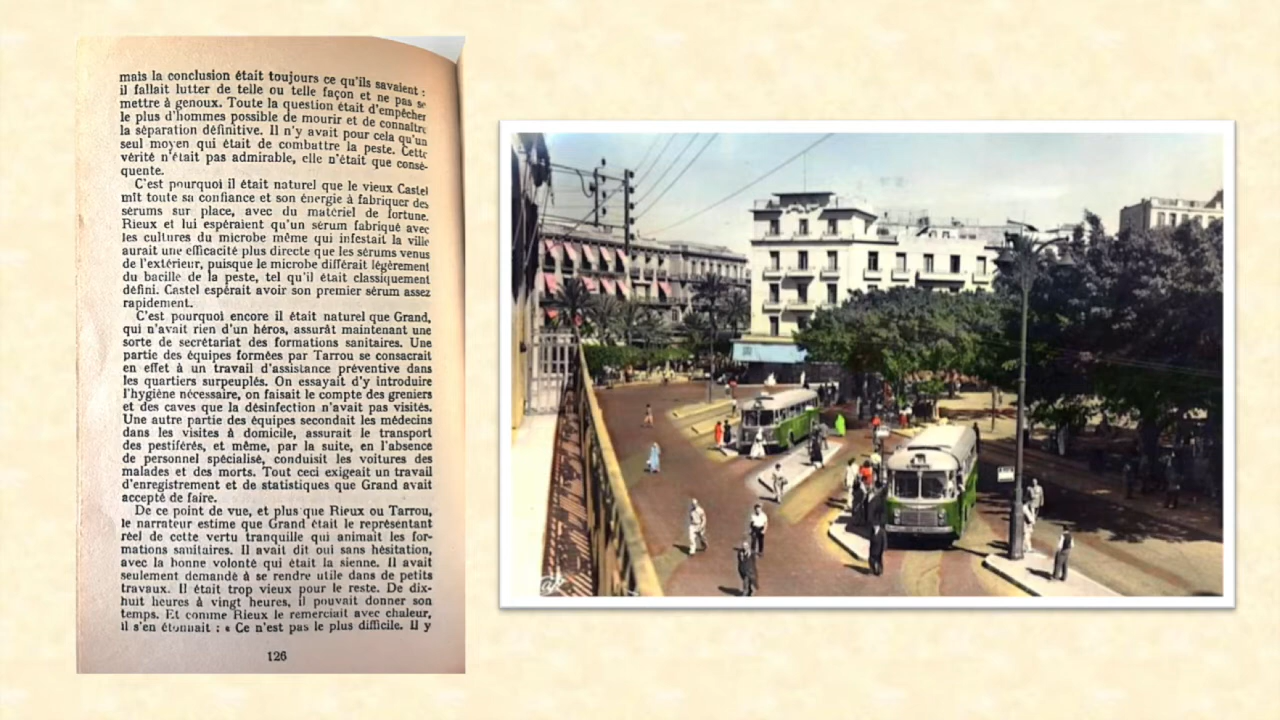 mais la conclusion était toujours ce qu'ils savaient :
il fallait lutter de telle ou telle façon et ne pas se
mettre à genoux. Toute la question était d'empêcher
le plus d'hommes possible de mourir et de connaître
la séparation définitive. Il n'y avait pour cela qu'un
seul moyen qui était de combattre la peste. Cette
vérité n'était pas admirable, elle n'était que consé-
quente.
C'est pourquoi il était naturel que le vieux Castel
mît toute sa confiance et son énergie à fabriquer des
sérums sur place, avec du matériel de fortune.
Rieux et lui espéraient qu'un sérum fabriqué avec
les cultures du microbe même qui infestait la ville
aurait une efficacité plus directe que les sérums venus
de l'extérieur, puisque le microbe différait légèrement
du bacille de la peste, tel qu'il était classiquement
défini. Castel espérait avoir son premier sérum assez
rapidement.
C'est pourquoi encore il était naturel que Grand,
qui n'avait rien d'un héros, assurât maintenant une
sorte de secrétariat des formations sanitaires. Une
partie des équipes formées par Tarrou se consacrait
en effet à un travail d'assistance préventive dans
les quartiers surpeuplés. On essayait d'y introduire
l'hygiène nécessaire, on faisait le compte des greniers
et des caves que la désinfection n'avait pas visités.
Une autre partie des équipes secondait les médecins
dans les visites à domicile, assurait le transport
des pestiférés, et même, par la suite, en l'absence
de personnel spécialisé, conduisit les voitures des
malades et des morts. Tout ceci exigeait un travail
d'enregistrement et de statistiques que Grand avait
accepté de faire.
De ce point de vue, et plus que Rieux ou Tarrou,
le narrateur estime que Grand était le représentant
réel de cette vertu tranquille qui animait les for-
mations sanitaires. Il avait dit oui sans hésitation,
avec la bonne volonté qui était la sienne. Il avait
seulement demandé à se rendre utile dans de petits
travaux. Il était trop vieux pour le reste. De dix-
huit heures à vingt heures, il pouvait donner son
temps. Et comme Rieux le remerciait avec chaleur,
il s'en étonnait : « Ce n'est pas le plus difficile. Il y
126